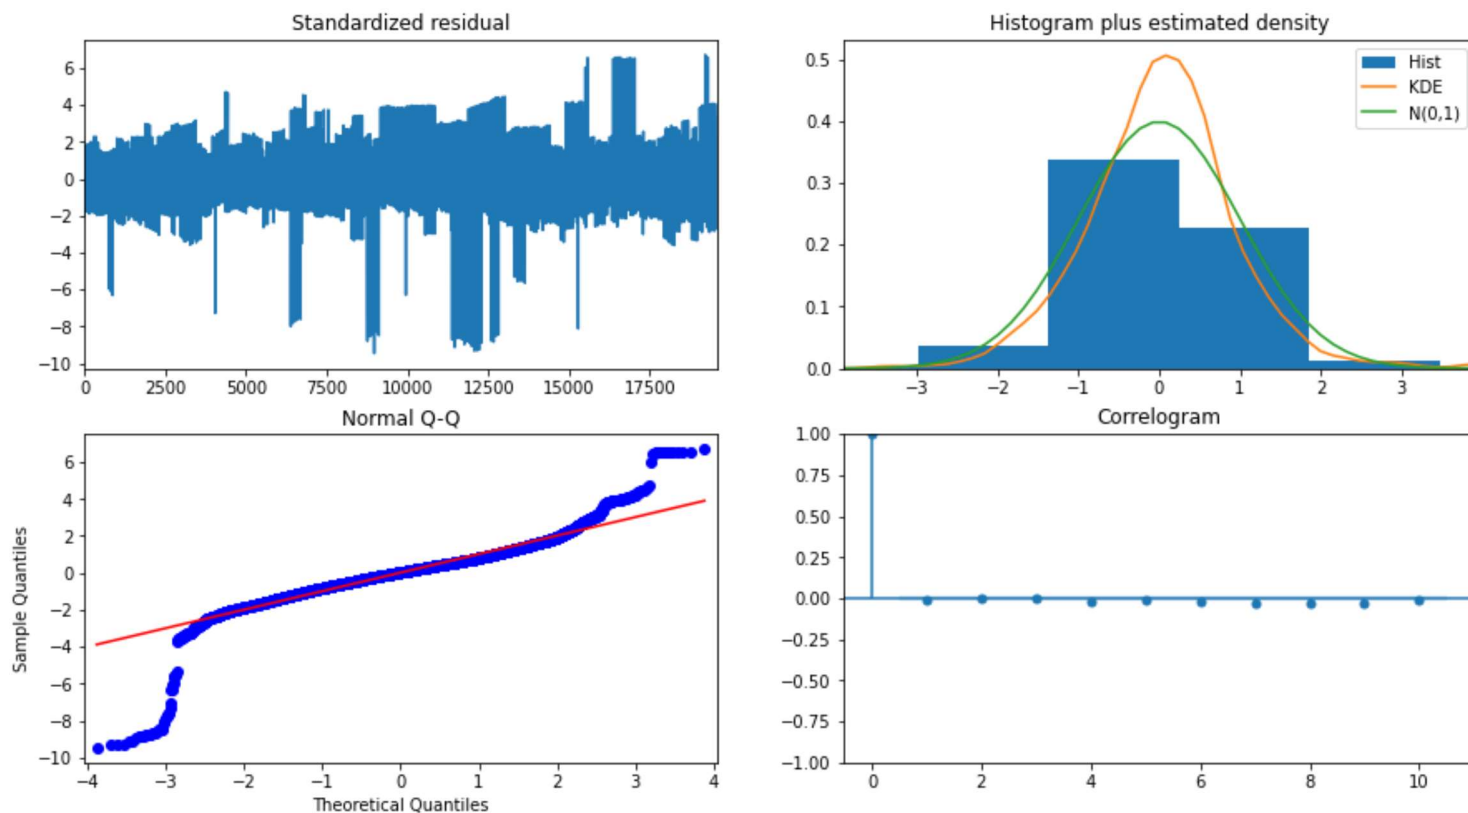 Standardized residual
6
4
2
0
−2
−4
−6
−8
−10
0 2500 5000 7500 10000 12500 15000 17500
Histogram plus estimated density
Hist
KDE
N(0,1)
0.5
0.4
0.3
0.2
0.1
0.0
−3 −2 −1 0 1 2 3
Normal Q-Q
Sample Quantiles
6
4
2
0
−2
−4
−6
−8
−10
−4 −3 −2 −1 0 1 2 3 4
Theoretical Quantiles
Correlogram
1.00
0.75
0.50
0.25
0.00
−0.25
−0.50
−0.75
−1.00
0 2 4 6 8 10